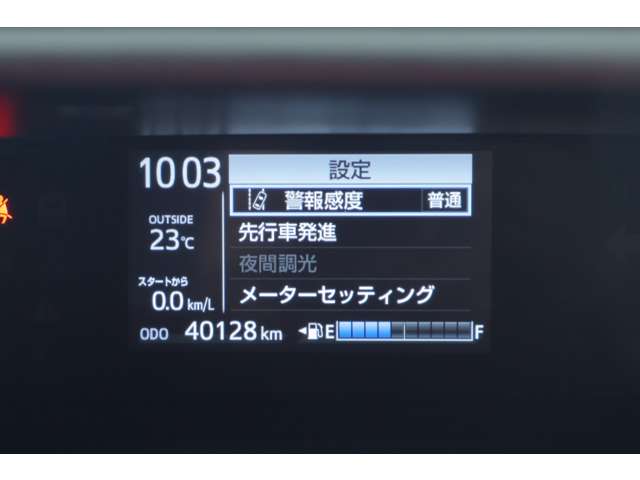 10 03
設定
警報感度 普通
OUTSIDE
23℃
先行車発進
夜間調光
スタートから
0.0 km/L
メーターセッティング
ODO 40128 km
E F